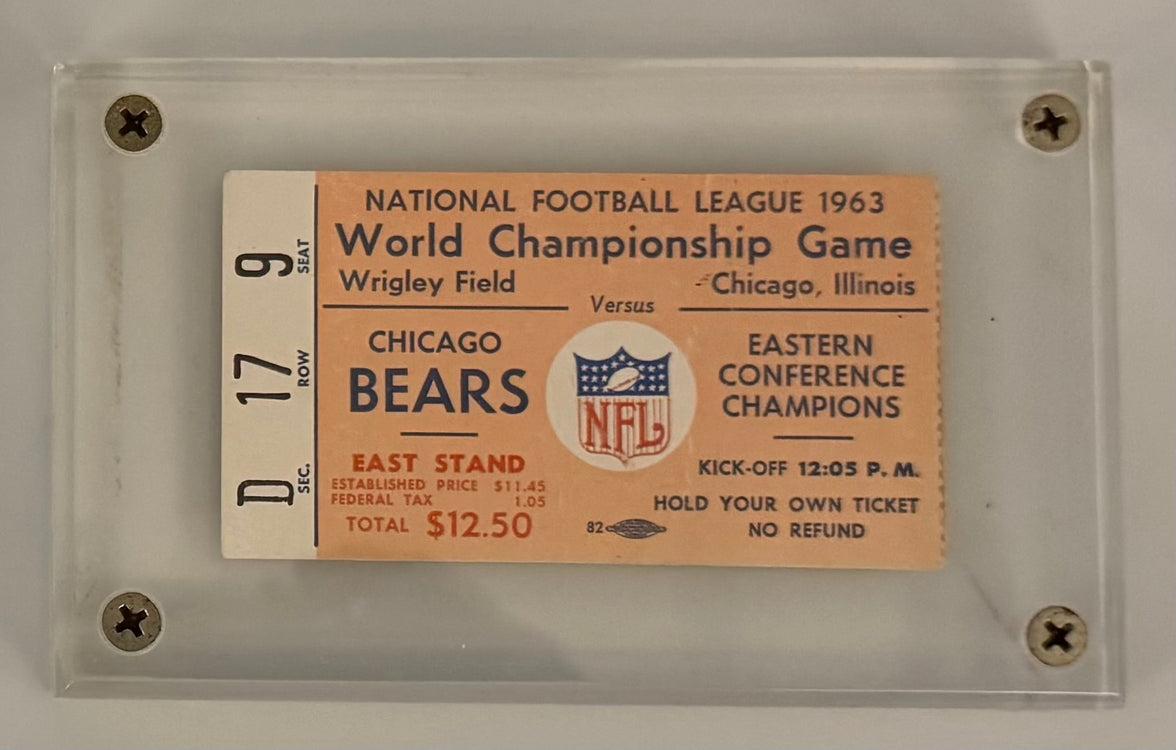 SEC. D ROW 17 SEAT 9
NATIONAL FOOTBALL LEAGUE 1963
World Championship Game
Wrigley Field Chicago, Illinois
Versus
CHICAGO
BEARS
EAST STAND
ESTABLISHED PRICE $11.45
FEDERAL TAX 1.05
TOTAL $12.50
NFL
82
EASTERN
CONFERENCE
CHAMPIONS
KICK-OFF 12:05 P. M.
HOLD YOUR OWN TICKET
NO REFUND